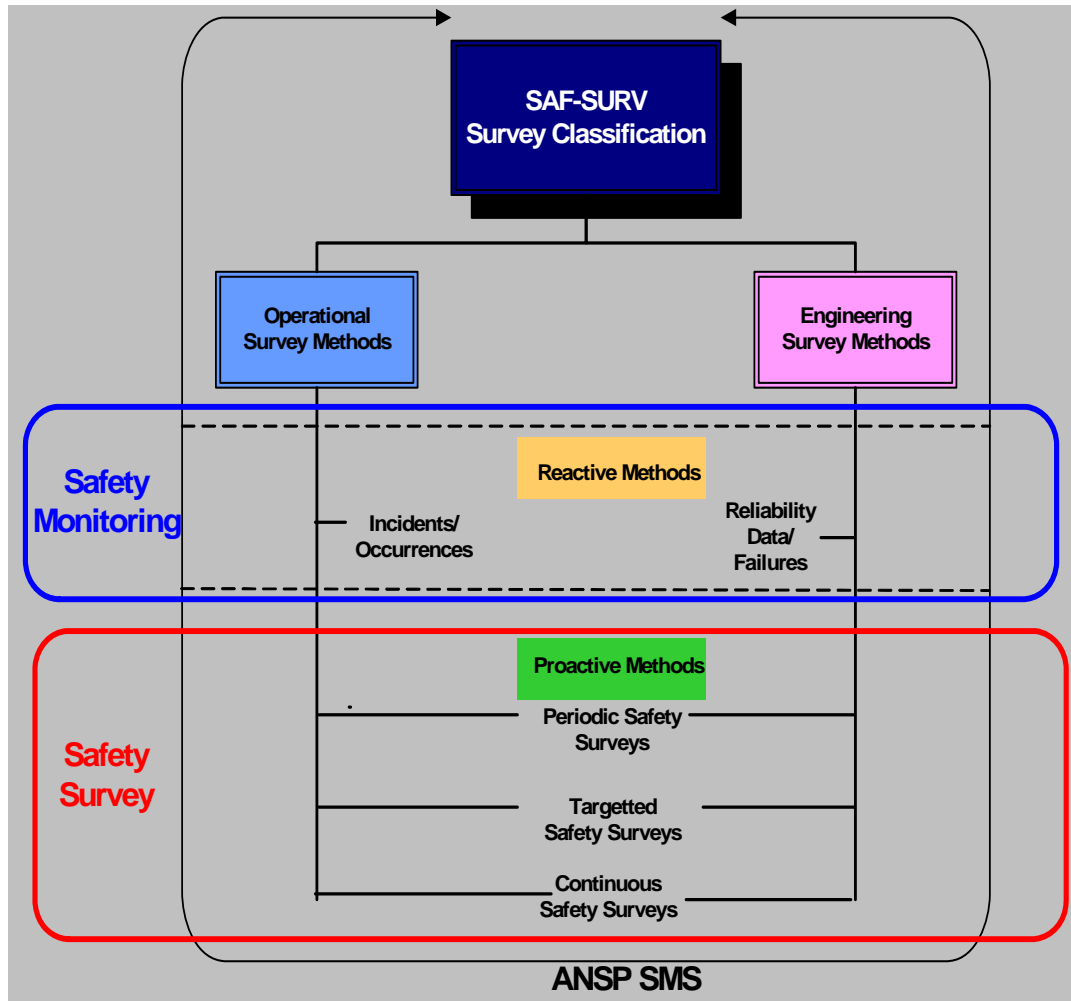 SAF-SURV
Survey Classification
Operational
Survey Methods
Engineering
Survey Methods
Safety
Monitoring
Reactive Methods
Incidents/
Occurrences
Reliability
Data/
Failures
Safety
Survey
Proactive Methods
Periodic Safety
Surveys
Targetted
Safety Surveys
Continuous
Safety Surveys
ANSP SMS